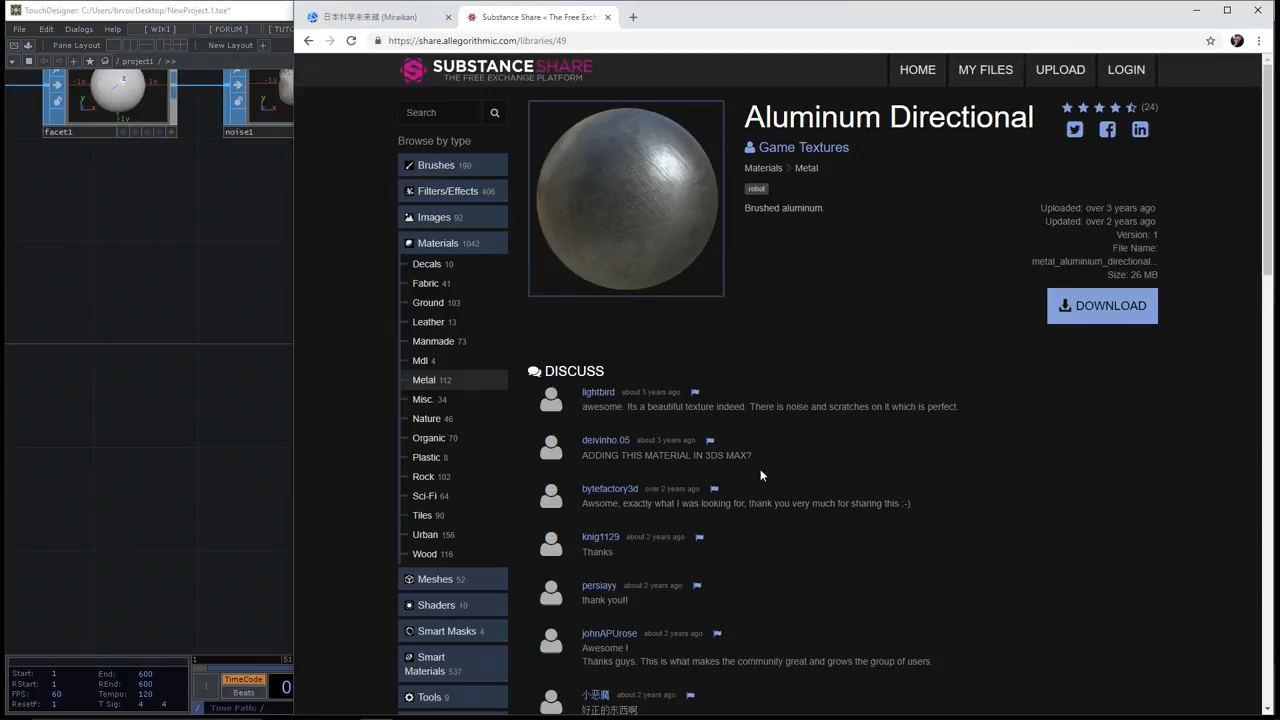 TouchDesigner: C:/Users/brvoi/Desktop/NewProject.1.toe*
File Edit Dialogs [ WIKI ] [ FORUM ] [ TUTO
Pane Layout New Layout +
/ project1 / >>
-1x 1x -1x
z
y x y x
-1y
facet1
noise1
Start: 1 End: 600
RStart: 1 REnd: 600
FPS: 60 Tempo: 120
ResetF: 1 T Sig: 4 4
1 51
TimeCode
Beats
1
0
/ Time Path: /
日本科学未来館 (Miraikan)
Substance Share « The Free Exch
https://share.allegorithmic.com/libraries/49
SUBSTANCESHARE
THE FREE EXCHANGE PLATFORM
HOME MY FILES UPLOAD LOGIN
Search
Browse by type
Brushes 190
Filters/Effects 406
Images 92
Materials 1042
Decals 10
Fabric 41
Ground 103
Leather 13
Manmade 73
Mdl 4
Metal 112
Misc. 34
Nature 46
Organic 70
Plastic 8
Rock 102
Sci-Fi 64
Tiles 90
Urban 156
Wood 116
Meshes 52
Shaders 10
Smart Masks 4
Smart
Materials 537
Tools 9
Aluminum Directional
Game Textures
Materials > Metal
robot
Brushed aluminum.
(24)
Uploaded: over 3 years ago
Updated: over 2 years ago
Version: 1
File Name:
metal_aluminium_directional...
Size: 26 MB
DOWNLOAD
DISCUSS
lightbird about 3 years ago
awesome. Its a beautiful texture indeed. There is noise and scratches on it which is perfect.
deivinho.05 about 3 years ago
ADDING THIS MATERIAL IN 3DS MAX?
bytefactory3d over 2 years ago
Awsome, exactly what I was looking for, thank you very much for sharing this :-)
knig1129 about 2 years ago
Thanks
persiayy about 2 years ago
thank you!!
johnAPUrose about 2 years ago
Awesome !
Thanks guys. This is what makes the community great and grows the group of users.
小恶魔 about 2 years ago
好正的东西啊